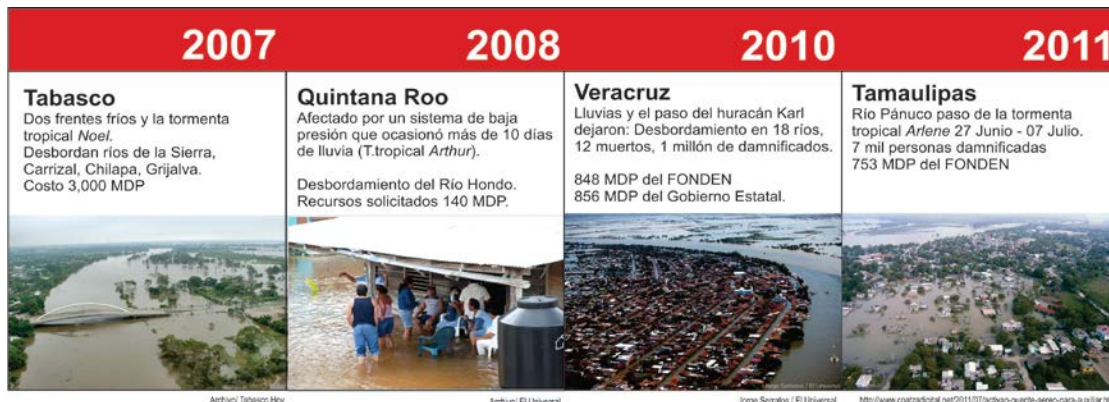 2007
Tabasco
Dos frentes fríos y la tormenta
tropical Noel.
Desbordan ríos de la Sierra,
Carrizal, Chilapa, Grijalva.
Costo 3,000 MDP
Archivo/ Tabasco Hoy
2008
Quintana Roo
Afectado por un sistema de baja
presión que ocasionó más de 10 días
de lluvia (T.tropical Arthur).
Desbordamiento del Río Hondo.
Recursos solicitados 140 MDP.
Archivo/ El Universal
2010
Veracruz
Lluvias y el paso del huracán Karl
dejaron: Desbordamiento en 18 ríos,
12 muertos, 1 millón de damnificados.
848 MDP del FONDEN
856 MDP del Gobierno Estatal.
Jorge Serratos / El Universal
Jorge Serratos / El Universal
2011
Tamaulipas
Río Pánuco paso de la tormenta
tropical Arlene 27 Junio - 07 Julio.
7 mil personas damnificadas
753 MDP del FONDEN